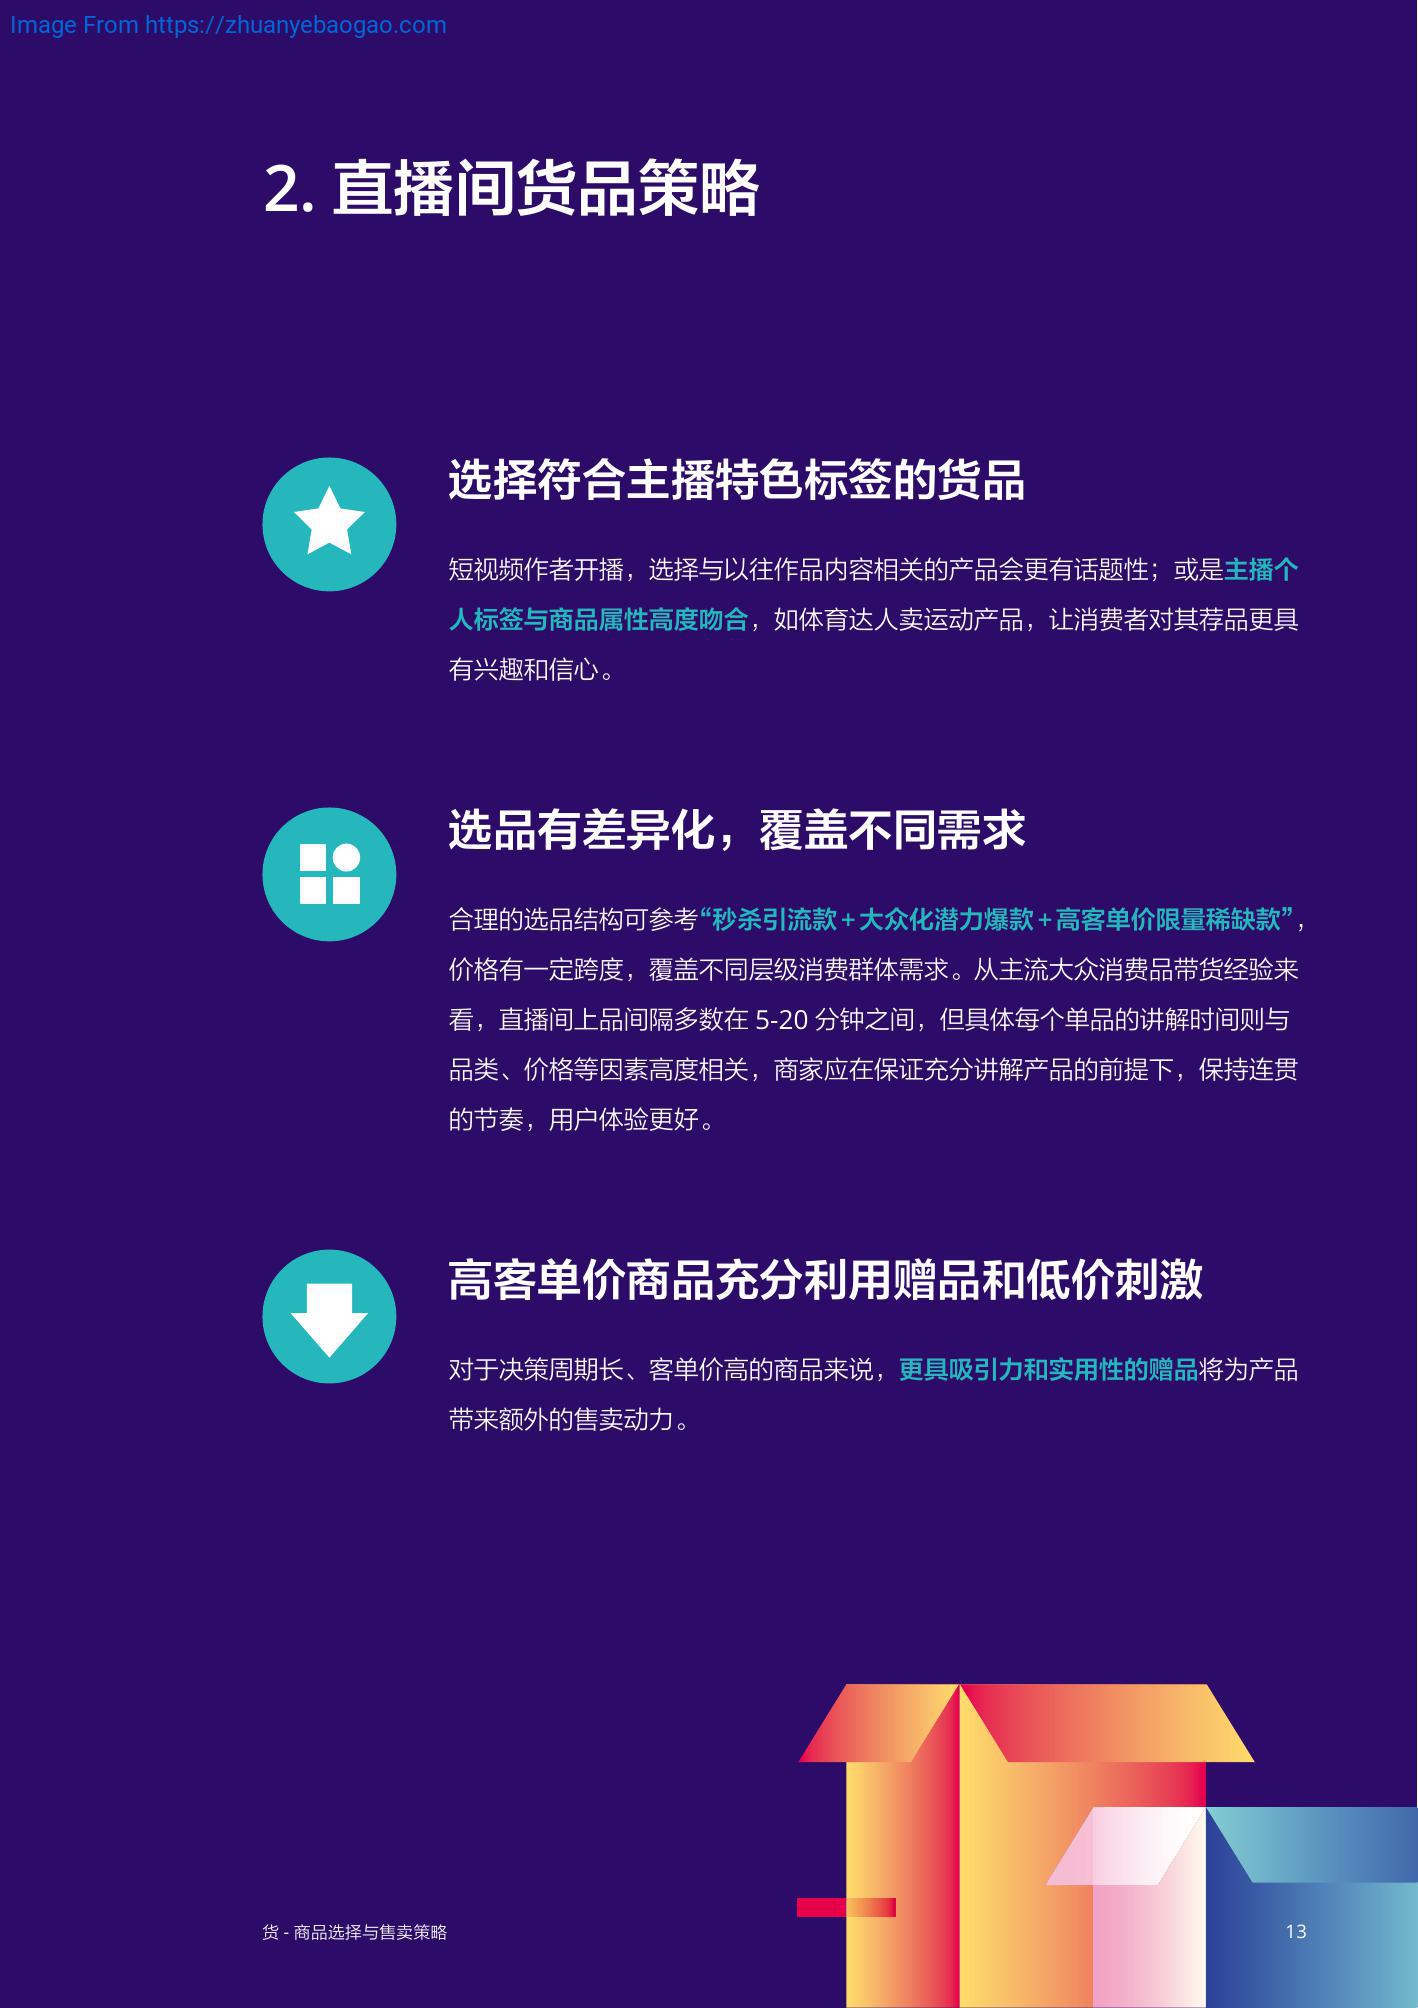 Image From https://zhuanyebaogao.com
2. 直播间货品策略
选择符合主播特色标签的货品
短视频作者开播，选择与以往作品内容相关的产品会更有话题性；或是主播个
人标签与商品属性高度吻合，如体育达人卖运动产品，让消费者对其荐品更具
有兴趣和信心。
选品有差异化，覆盖不同需求
合理的选品结构可参考“秒杀引流款+大众化潜力爆款+高客单价限量稀缺款”，
价格有一定跨度，覆盖不同层级消费群体需求。从主流大众消费品带货经验来
看，直播间上品间隔多数在 5-20 分钟之间，但具体每个单品的讲解时间则与
品类、价格等因素高度相关，商家应在保证充分讲解产品的前提下，保持连贯
的节奏，用户体验更好。
高客单价商品充分利用赠品和低价刺激
对于决策周期长、客单价高的商品来说，更具吸引力和实用性的赠品将为产品
带来额外的售卖动力。
货 - 商品选择与售卖策略
13